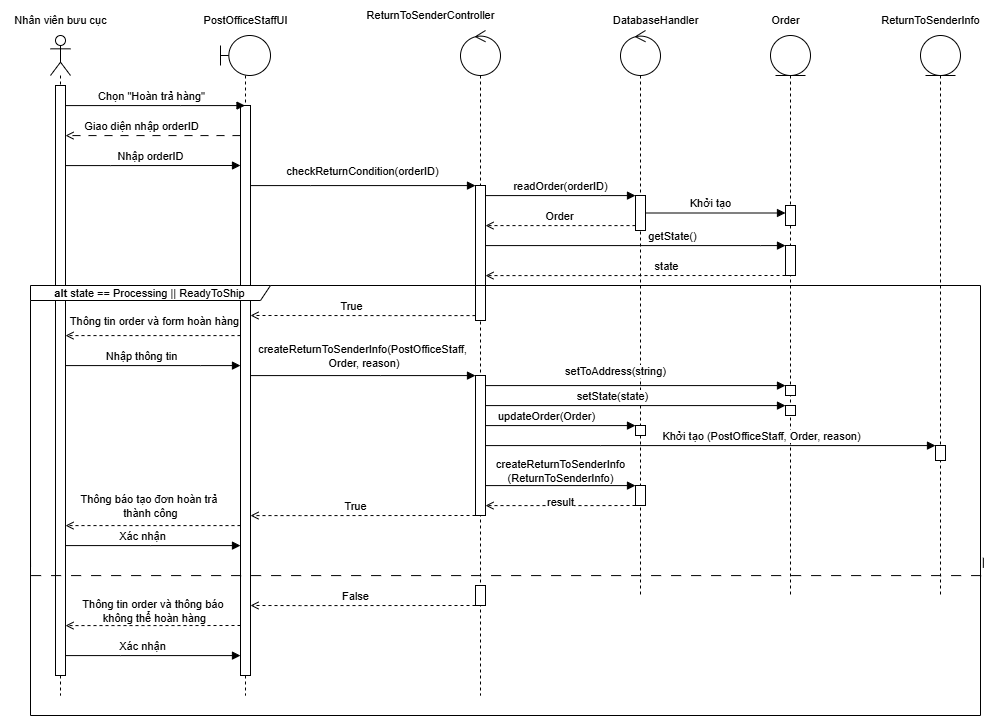 Nhân viên bưu cục
PostOfficeStaffUI
ReturnToSenderController
DatabaseHandler
Order
ReturnToSenderInfo
Chọn "Hoàn trả hàng"
Giao diện nhập orderID
Nhập orderID
checkReturnCondition(orderID)
readOrder(orderID)
Khởi tạo
Order
getState()
state
alt state == Processing || ReadyToShip
True
Thông tin order và form hoàn hàng
Nhập thông tin
createReturnToSenderInfo(PostOfficeStaff,
Order, reason)
setToAddress(string)
setState(state)
updateOrder(Order)
Khởi tạo (PostOfficeStaff, Order, reason)
createReturnToSenderInfo
(ReturnToSenderInfo)
result
True
Thông báo tạo đơn hoàn trả
thành công
Xác nhận
False
Thông tin order và thông báo
không thể hoàn hàng
Xác nhận